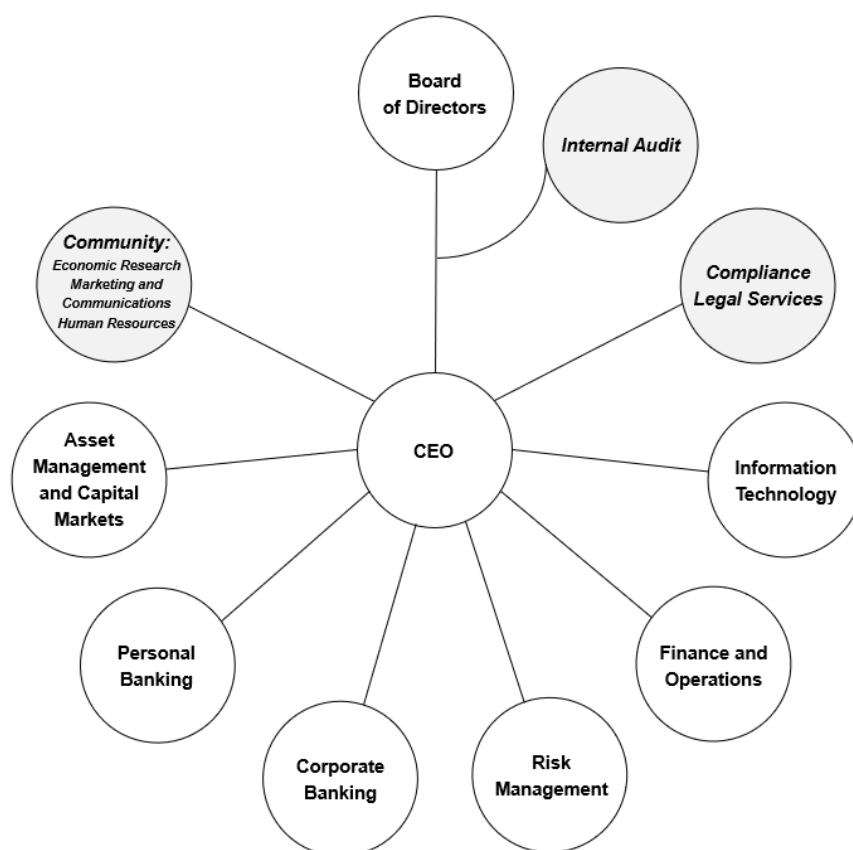 Board
of Directors
Internal Audit
Community:
Economic Research
Marketing and
Communications
Human Resources
Compliance
Legal Services
Asset
Management
and Capital
Markets
CEO
Information
Technology
Personal
Banking
Finance and
Operations
Corporate
Banking
Risk
Management